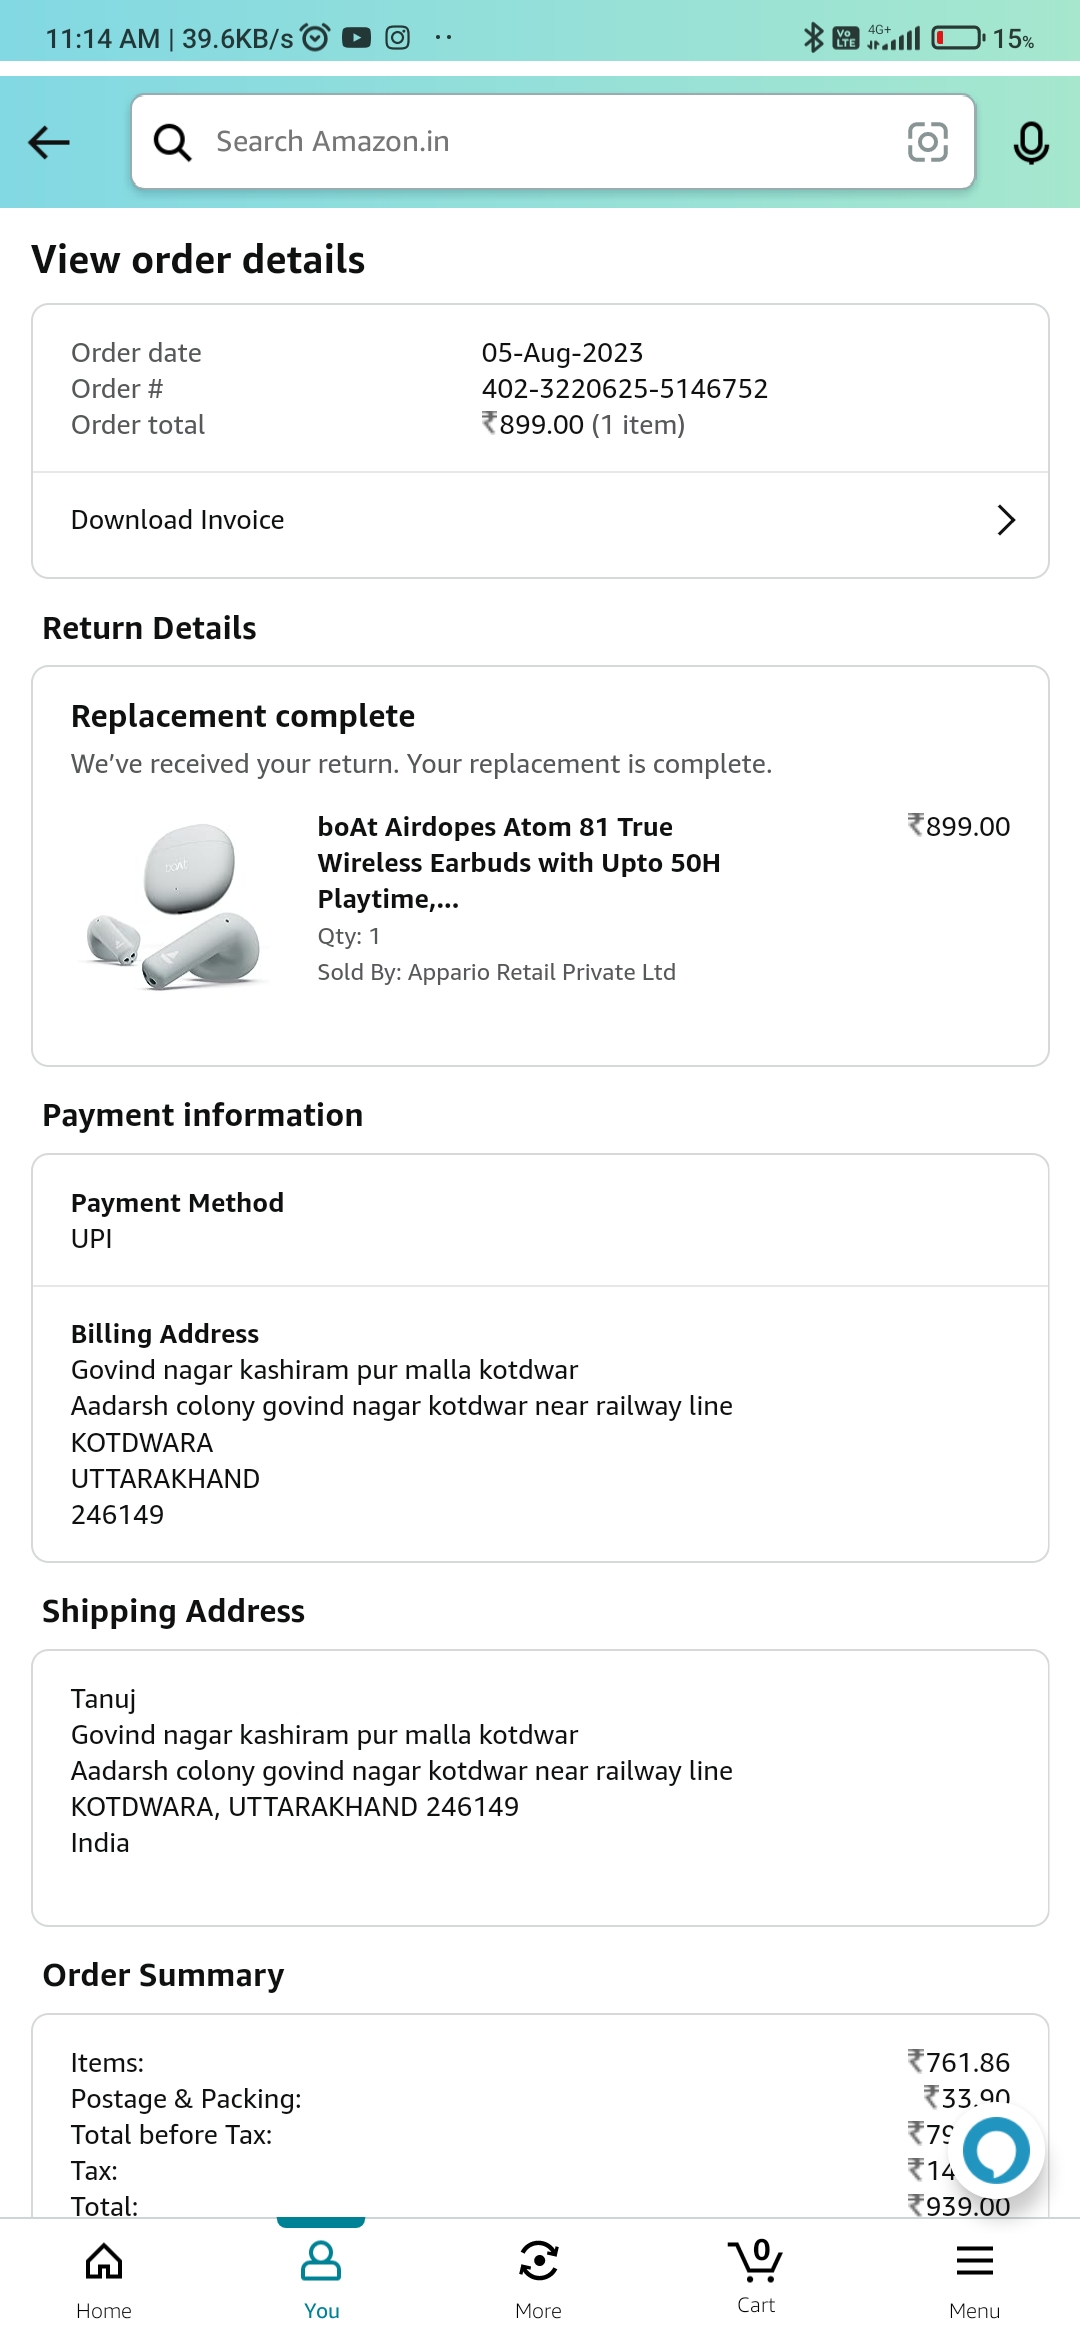 11:14 AM | 39.6KB/s
Vo LTE 4G+ 15%
Search Amazon.in
View order details
Order date 05-Aug-2023
Order # 402-3220625-5146752
Order total ₹899.00 (1 item)
Download Invoice
Return Details
Replacement complete
We’ve received your return. Your replacement is complete.
boAt
boAt Airdopes Atom 81 True ₹899.00
Wireless Earbuds with Upto 50H
Playtime,...
Qty: 1
Sold By: Appario Retail Private Ltd
Payment information
Payment Method
UPI
Billing Address
Govind nagar kashiram pur malla kotdwar
Aadarsh colony govind nagar kotdwar near railway line
KOTDWARA
UTTARAKHAND
246149
Shipping Address
Tanuj
Govind nagar kashiram pur malla kotdwar
Aadarsh colony govind nagar kotdwar near railway line
KOTDWARA, UTTARAKHAND 246149
India
Order Summary
Items: ₹761.86
Postage & Packing: ₹33.90
Total before Tax:
Tax:
Total: ₹939.00
Home
You
More
0
Cart
Menu